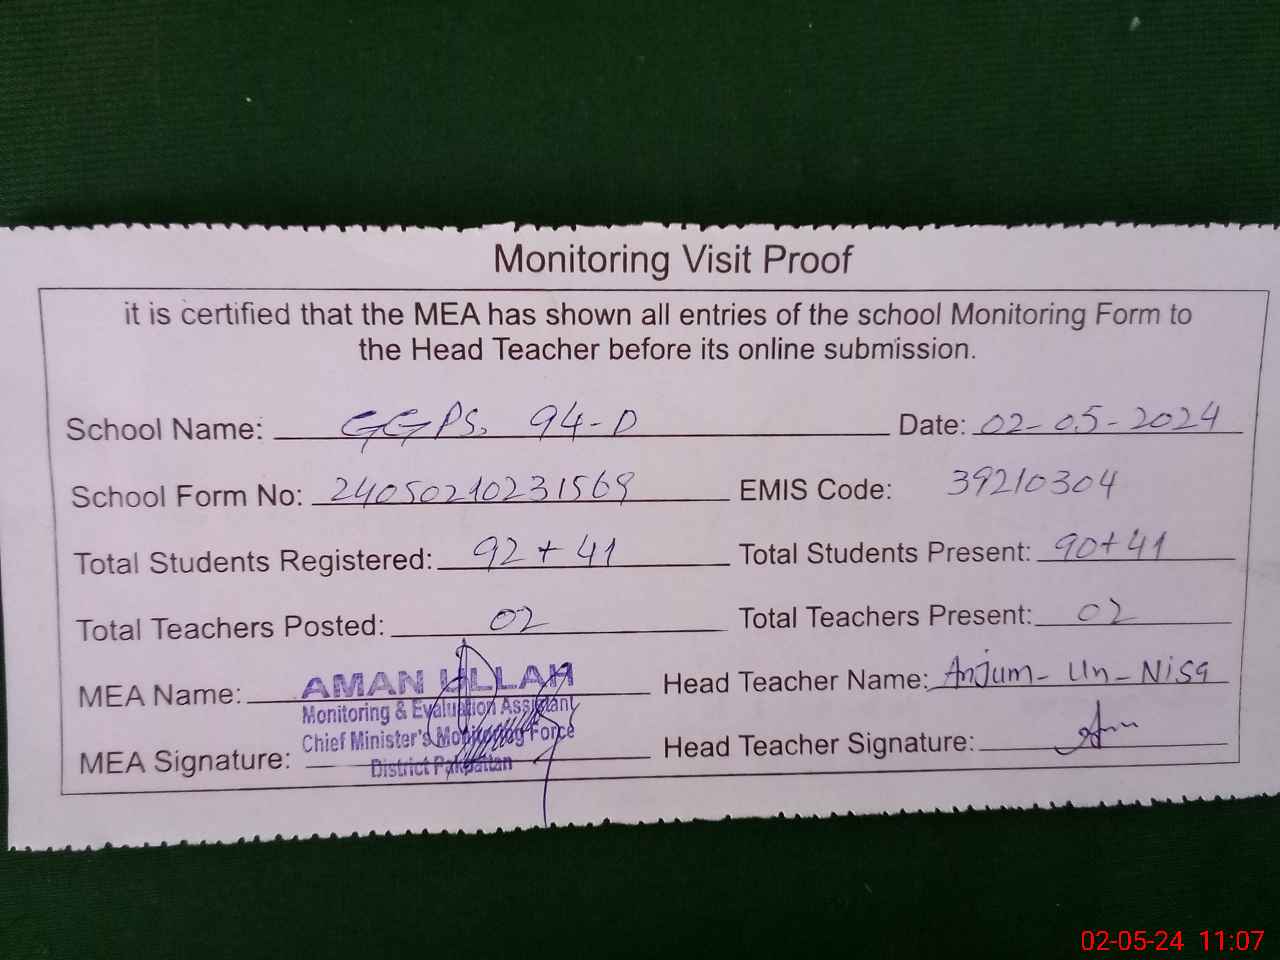 Monitoring Visit Proof
it is certified that the MEA has shown all entries of the school Monitoring Form to
the Head Teacher before its online submission.
School Name: GGPS. 94-D Date: 02-05-2024
School Form No: 24050210231569 EMIS Code: 39210304
Total Students Registered: 92+41 Total Students Present: 90+41
Total Teachers Posted: 02 Total Teachers Present: 02
MEA Name: AMAN ULLAH Head Teacher Name: Anjum-Un-Nisa
Monitoring & Evaluation Assistant
Chief Minister's Monitoring Force
MEA Signature: District Pakpattan Head Teacher Signature:
02-05-24 11:07